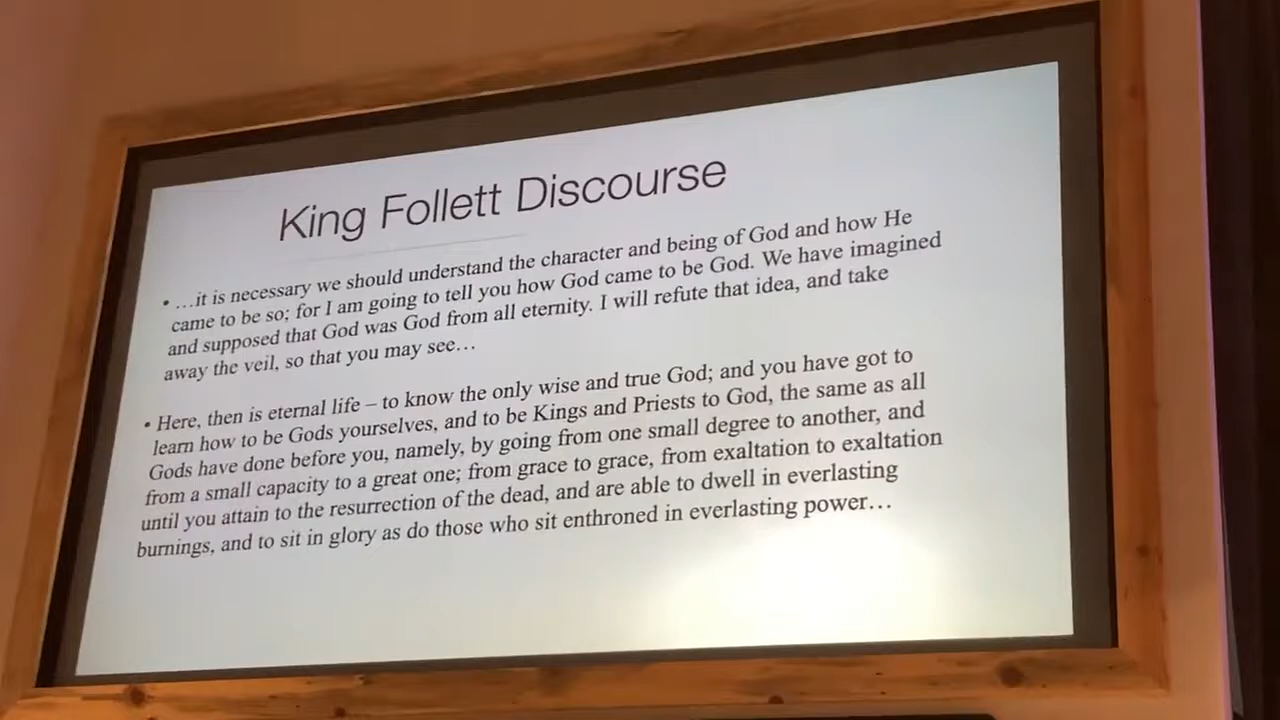 King Follett Discourse
• …it is necessary we should understand the character and being of God and how He
came to be so; for I am going to tell you how God came to be God. We have imagined
and supposed that God was God from all eternity. I will refute that idea, and take
away the veil, so that you may see…
• Here, then is eternal life – to know the only wise and true God; and you have got to
learn how to be Gods yourselves, and to be Kings and Priests to God, the same as all
Gods have done before you, namely, by going from one small degree to another, and
from a small capacity to a great one; from grace to grace, from exaltation to exaltation
until you attain to the resurrection of the dead, and are able to dwell in everlasting
burnings, and to sit in glory as do those who sit enthroned in everlasting power…